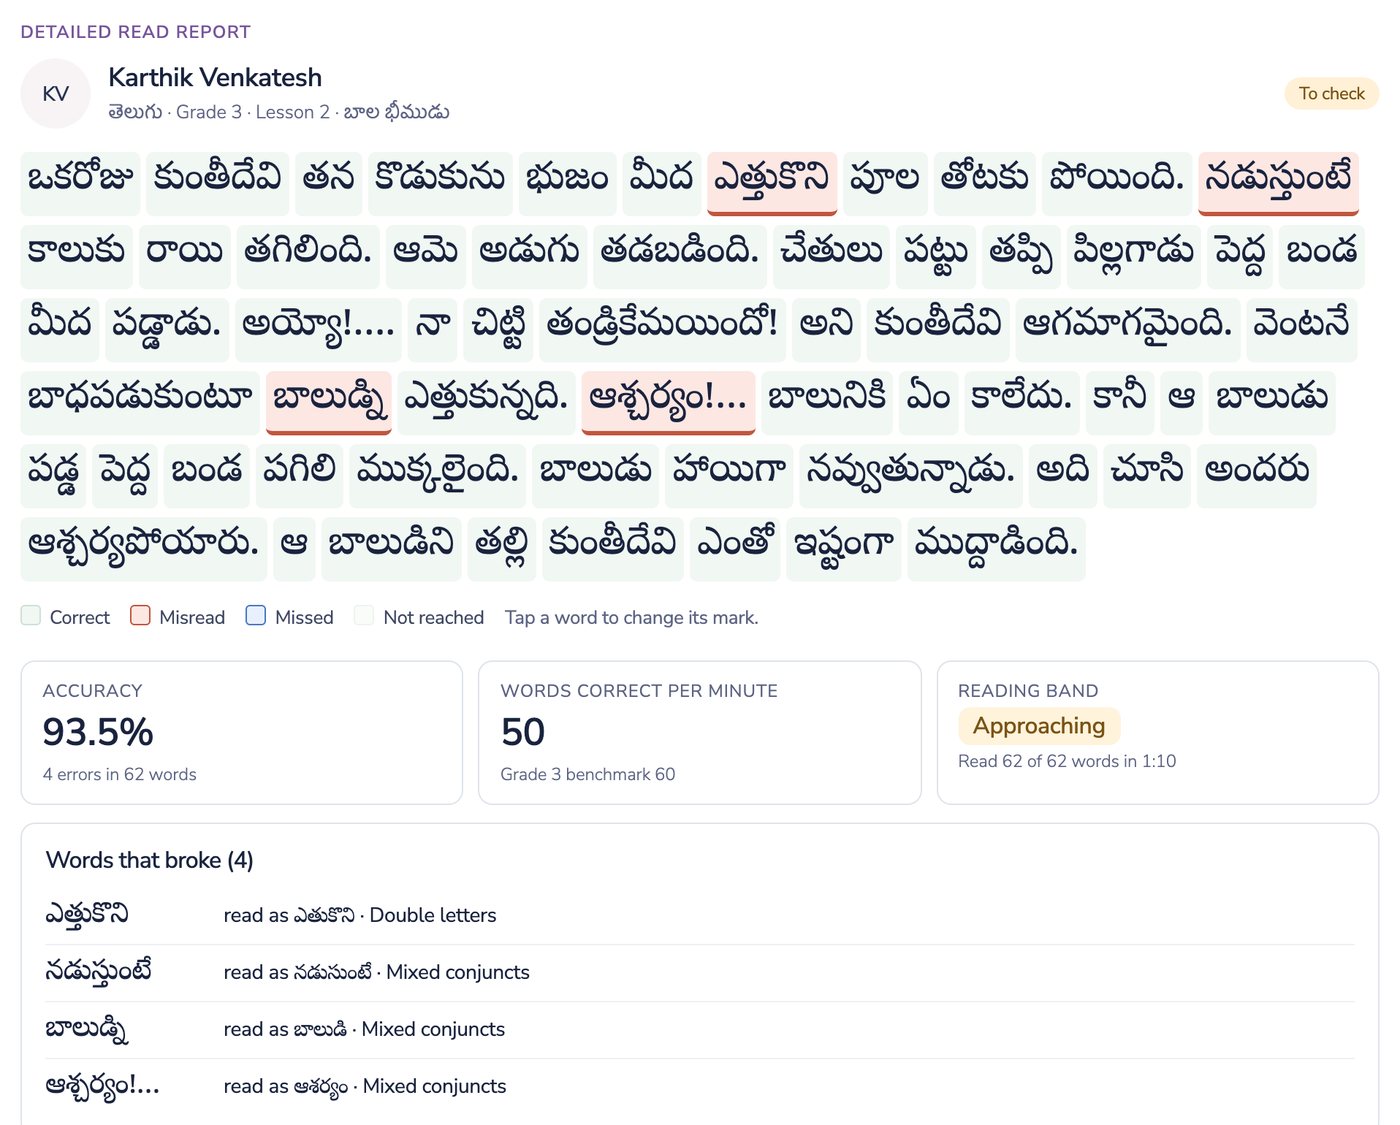 DETAILED READ REPORT
KV
Karthik Venkatesh
తెలుగు · Grade 3 · Lesson 2 · బాల భీముడు
To check
ఒకరోజు కుంతీదేవి తన కొడుకును భుజం మీద ఎత్తుకొని పూల తోటకు పోయింది. నడుస్తుంటే
కాలుకు రాయి తగిలింది. ఆమె అడుగు తడబడింది. చేతులు పట్టు తప్పి పిల్లగాడు పెద్ద బండ
మీద పడ్డాడు. అయ్యో!.... నా చిట్టి తండ్రికేమయిందో! అని కుంతీదేవి ఆగమాగమైంది. వెంటనే
బాధపడుకుంటూ బాలుడ్ని ఎత్తుకున్నది. ఆశ్చర్యం!... బాలునికి ఏం కాలేదు. కానీ ఆ బాలుడు
పడ్డ పెద్ద బండ పగిలి ముక్కలైంది. బాలుడు హాయిగా నవ్వుతున్నాడు. అది చూసి అందరు
ఆశ్చర్యపోయారు. ఆ బాలుడిని తల్లి కుంతీదేవి ఎంతో ఇష్టంగా ముద్దాడింది.
Correct Misread Missed Not reached Tap a word to change its mark.
ACCURACY
93.5%
4 errors in 62 words
WORDS CORRECT PER MINUTE
50
Grade 3 benchmark 60
READING BAND
Approaching
Read 62 of 62 words in 1:10
Words that broke (4)
ఎత్తుకొని read as ఎతుకొని · Double letters
నడుస్తుంటే read as నడుసుంటే · Mixed conjuncts
బాలుడ్ని read as బాలుడి · Mixed conjuncts
ఆశ్చర్యం!... read as ఆశర్యం · Mixed conjuncts